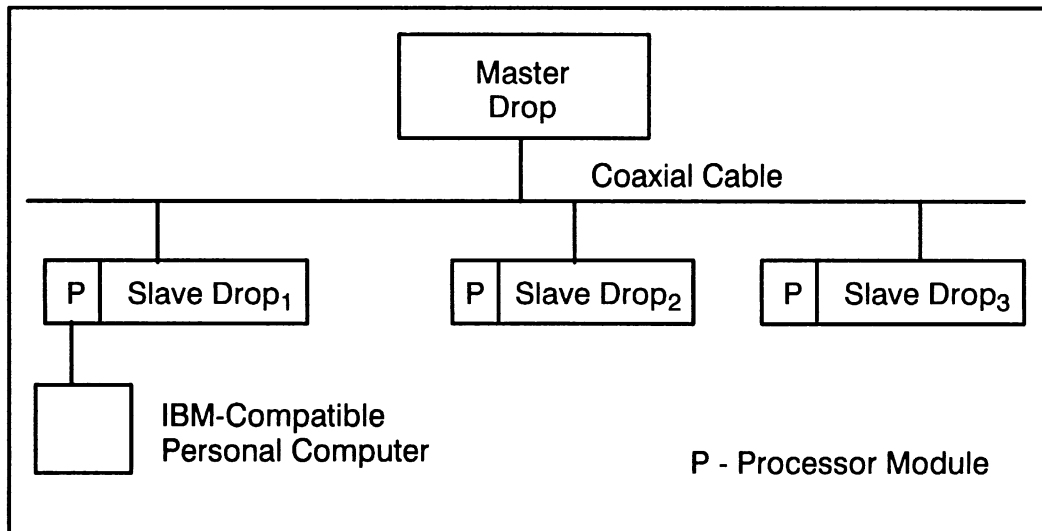 Master
Drop
Coaxial Cable
P Slave Drop₁
P Slave Drop₂
P Slave Drop₃
IBM-Compatible
Personal Computer
P - Processor Module